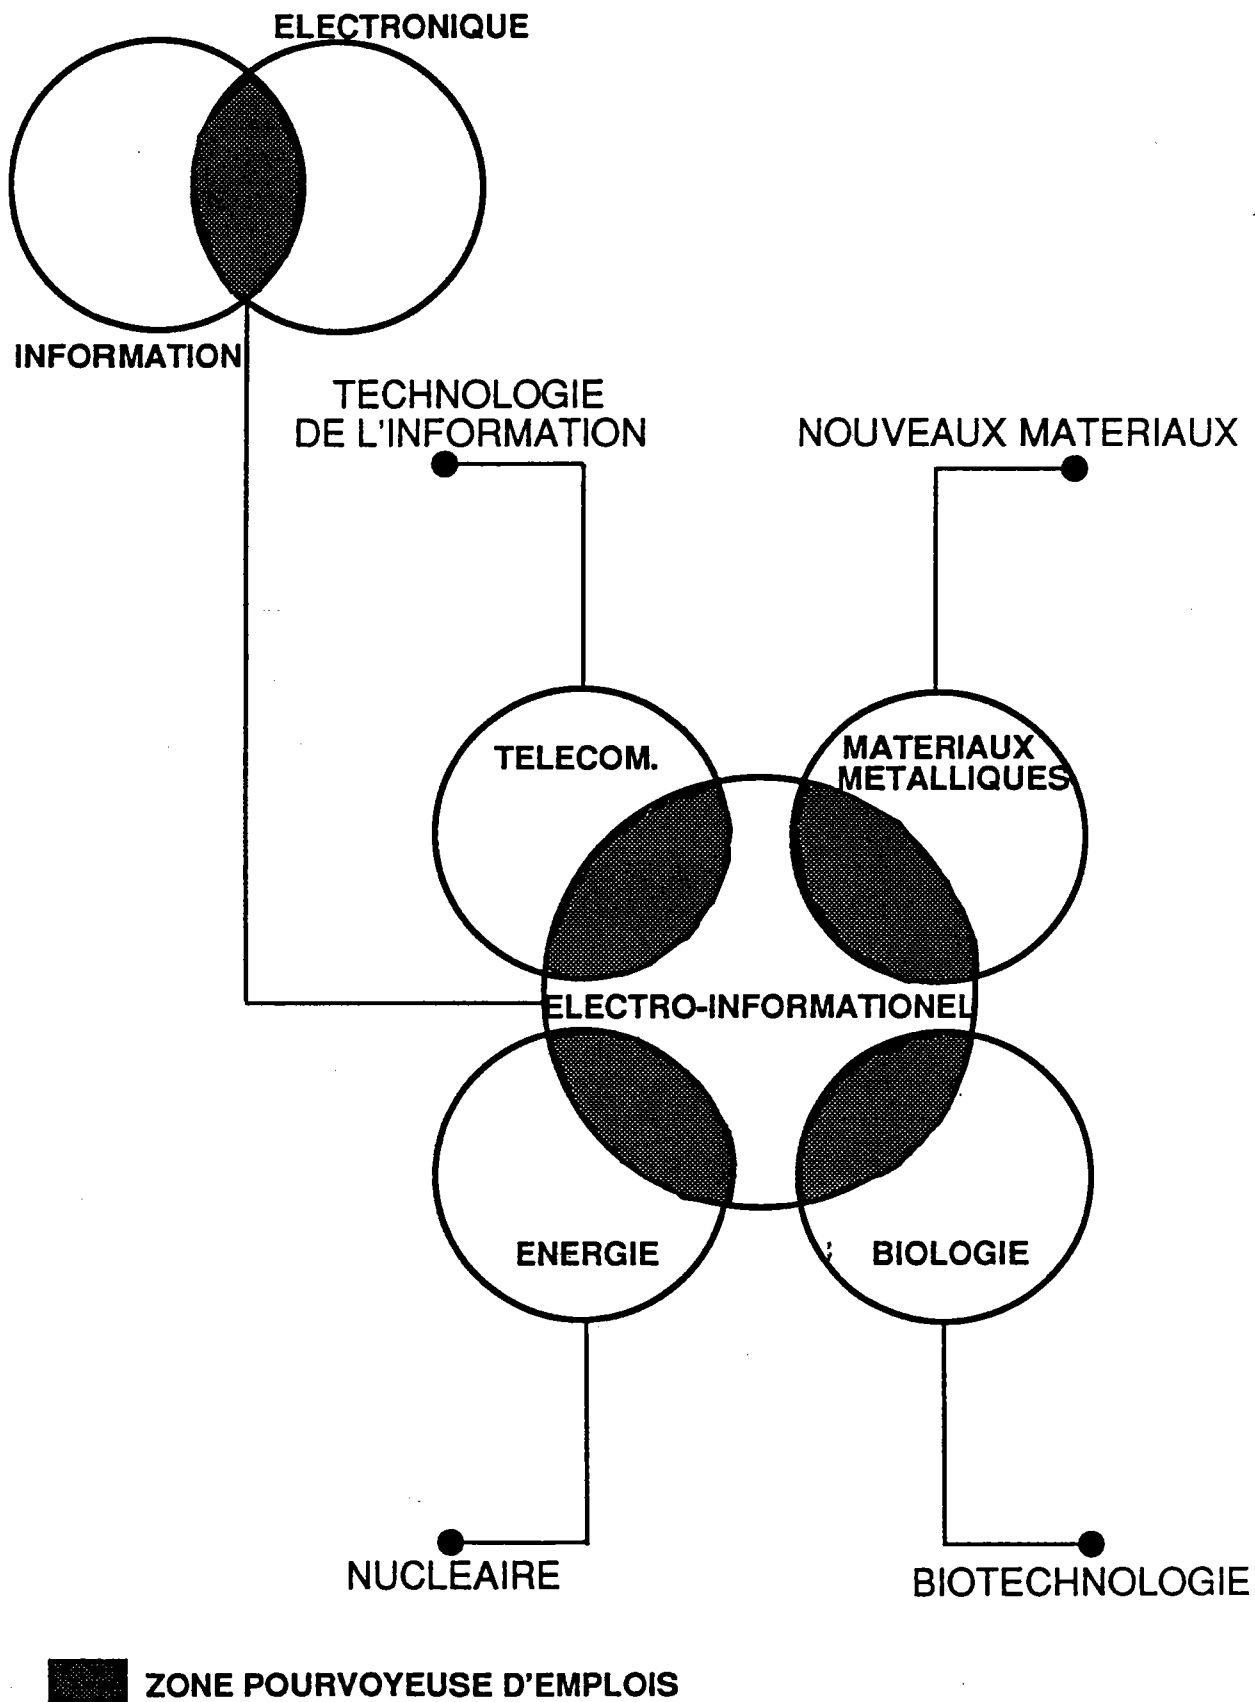 ELECTRONIQUE
INFORMATION
TECHNOLOGIE
DE L'INFORMATION
NOUVEAUX MATERIAUX
TELECOM.
MATERIAUX
METALLIQUES
ELECTRO-INFORMATIONEL
ENERGIE
BIOLOGIE
NUCLEAIRE
BIOTECHNOLOGIE
ZONE POURVOYEUSE D'EMPLOIS